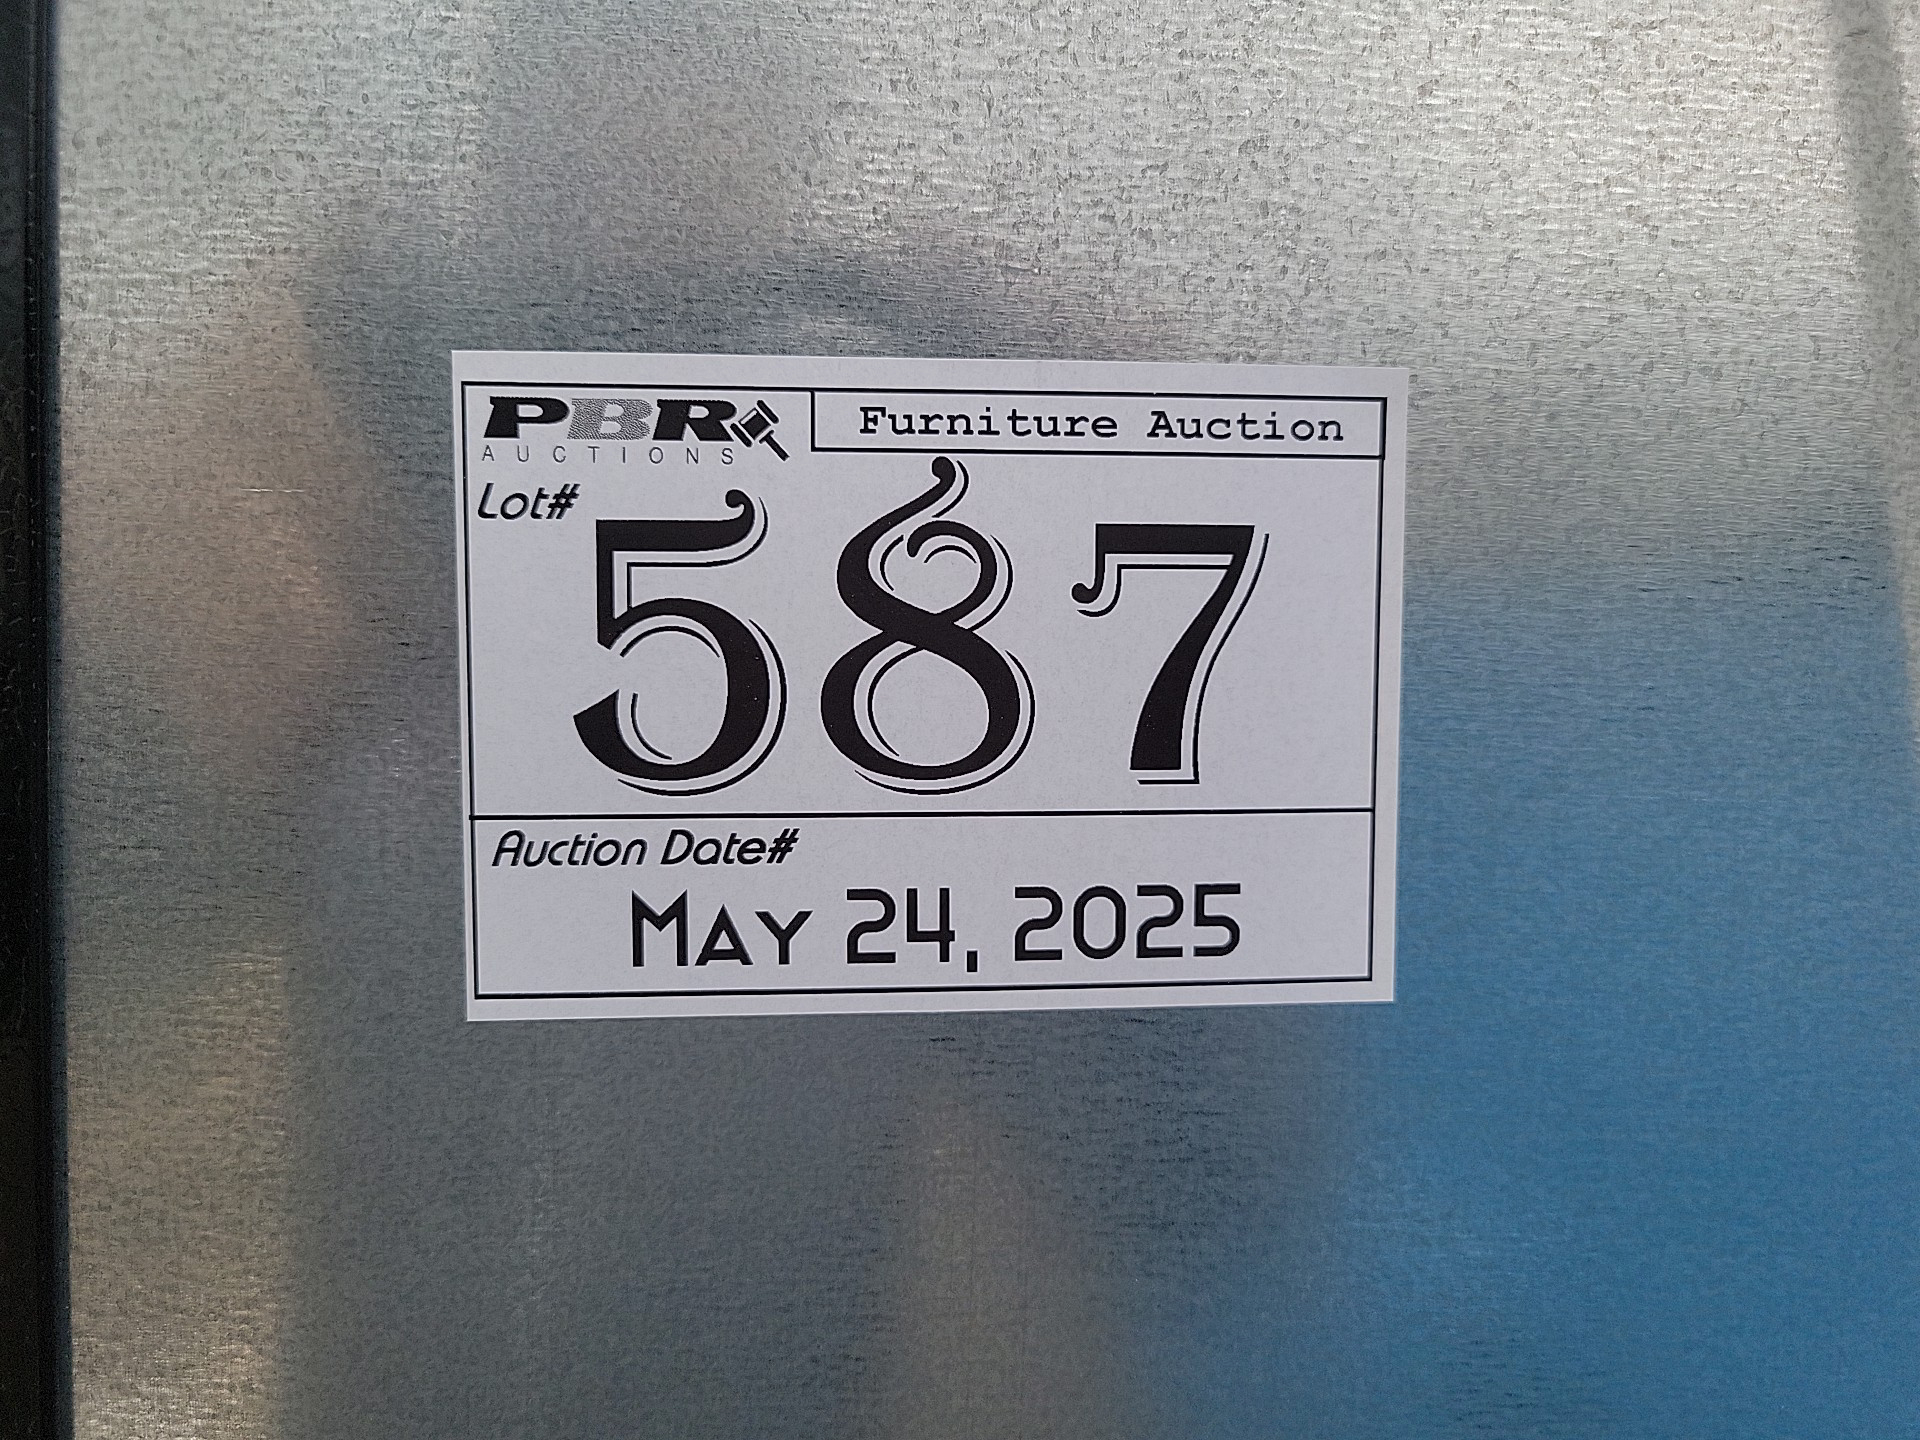 PBR
AUCTIONS
Furniture Auction
Lot#
587
Auction Date#
May 24, 2025